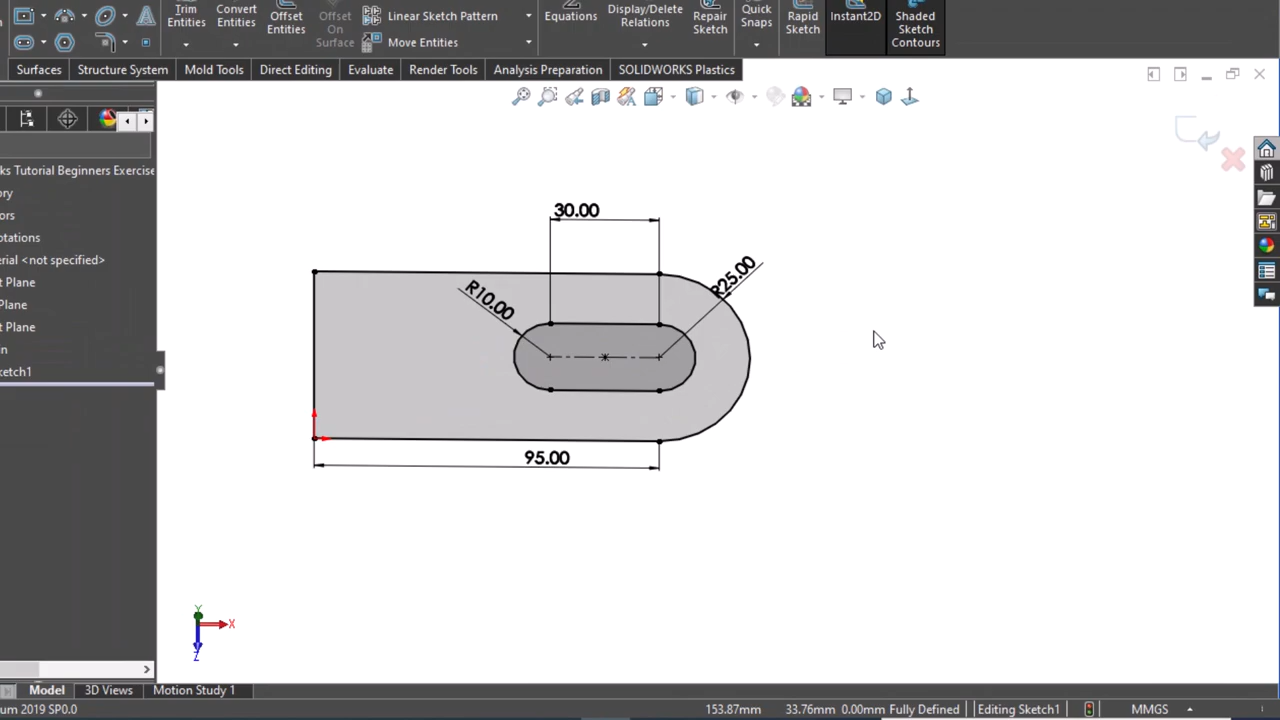 Trim Entities
Convert Entities
Offset Entities
Offset On Surface
Linear Sketch Pattern
Move Entities
Equations
Display/Delete Relations
Repair Sketch
Quick Snaps
Rapid Sketch
Instant2D
Shaded Sketch Contours
Surfaces
Structure System
Mold Tools
Direct Editing
Evaluate
Render Tools
Analysis Preparation
SOLIDWORKS Plastics
ks Tutorial Beginners Exercise
ory
ors
otations
erial <not specified>
t Plane
Plane
t Plane
in
ketch1
30.00
R10.00
R25.00
95.00
Y
X
Z
Model
3D Views
Motion Study 1
um 2019 SP0.0
153.87mm
33.76mm
0.00mm
Fully Defined
Editing Sketch1
MMGS